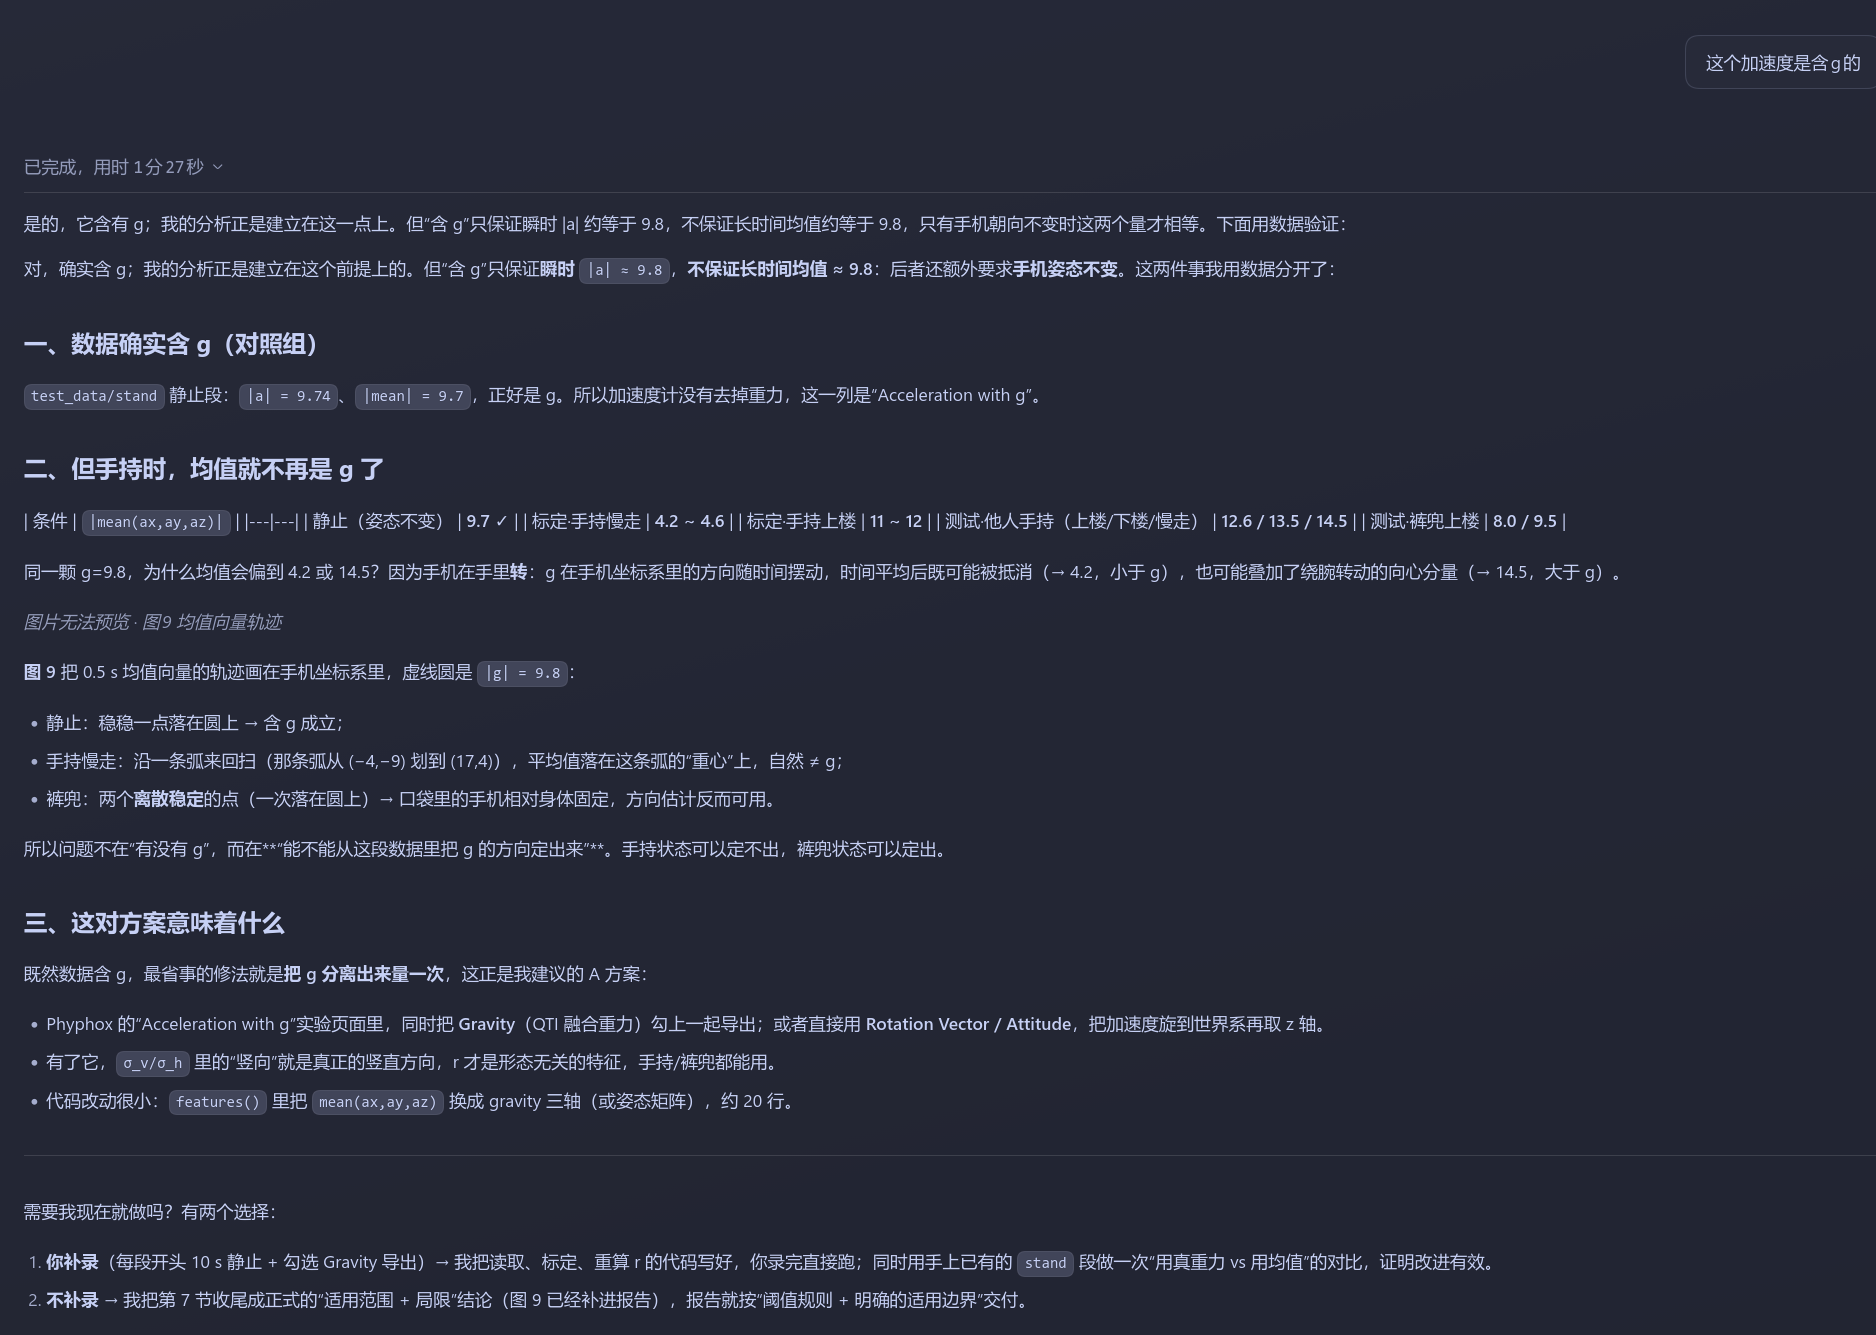 这个加速度是含 g 的
已完成，用时 1 分 27 秒
是的，它含有 g；我的分析正是建立在这一点上。但“含 g”只保证瞬时 |a| 约等于 9.8，不保证长时间均值约等于 9.8，只有手机朝向不变时这两个量才相等。下面用数据验证：
对，确实含 g；我的分析正是建立在这个前提上的。但“含 g”只保证瞬时 |a| ≈ 9.8，不保证长时间均值 ≈ 9.8：后者还额外要求手机姿态不变。这两件事我用数据分开了：
一、数据确实含 g（对照组）
test_data/stand 静止段：|a| = 9.74、|mean| = 9.7，正好是 g。所以加速度计没有去掉重力，这一列是“Acceleration with g”。
二、但手持时，均值就不再是 g 了
| 条件 | |mean(ax,ay,az)| | |---|---| | 静止（姿态不变） | 9.7 ✓ | | 标定·手持慢走 | 4.2 ~ 4.6 | | 标定·手持上楼 | 11 ~ 12 | | 测试·他人手持（上楼/下楼/慢走） | 12.6 / 13.5 / 14.5 | | 测试·裤兜上楼 | 8.0 / 9.5 |
同一颗 g=9.8，为什么均值会偏到 4.2 或 14.5？因为手机在手里转：g 在手机坐标系里的方向随时间摆动，时间平均后既可能被抵消（→ 4.2，小于 g），也可能叠加了绕腕转动的向心分量（→ 14.5，大于 g）。
图片无法预览 · 图 9 均值向量轨迹
图 9 把 0.5 s 均值向量的轨迹画在手机坐标系里，虚线圆是 |g| = 9.8：
• 静止：稳稳一点落在圆上 → 含 g 成立；
• 手持慢走：沿一条弧来回扫（那条弧从 (−4,−9) 划到 (17,4)），平均值落在这条弧的“重心”上，自然 ≠ g；
• 裤兜：两个离散稳定的点（一次落在圆上）→ 口袋里的手机相对身体固定，方向估计反而可用。
所以问题不在“有没有 g”，而在**“能不能从这段数据里把 g 的方向定出来”**。手持状态可以定不出，裤兜状态可以定出。
三、这对方案意味着什么
既然数据含 g，最省事的修法就是把 g 分离出来量一次，这正是我建议的 A 方案：
• Phyphox 的“Acceleration with g”实验页面里，同时把 Gravity（QTI 融合重力）勾上一起导出；或者直接用 Rotation Vector / Attitude，把加速度旋到世界系再取 z 轴。
• 有了它，σ_v/σ_h 里的“竖向”就是真正的竖直方向，r 才是形态无关的特征，手持/裤兜都能用。
• 代码改动很小：features() 里把 mean(ax,ay,az) 换成 gravity 三轴（或姿态矩阵），约 20 行。
需要我现在就做吗？有两个选择：
1. 你补录（每段开头 10 s 静止 + 勾选 Gravity 导出）→ 我把读取、标定、重算 r 的代码写好，你录完直接跑；同时用手上已有的 stand 段做一次“用真重力 vs 用均值”的对比，证明改进有效。
2. 不补录 → 我把第 7 节收尾成正式的“适用范围 + 局限”结论（图 9 已经补进报告），报告就按“阈值规则 + 明确的适用边界”交付。